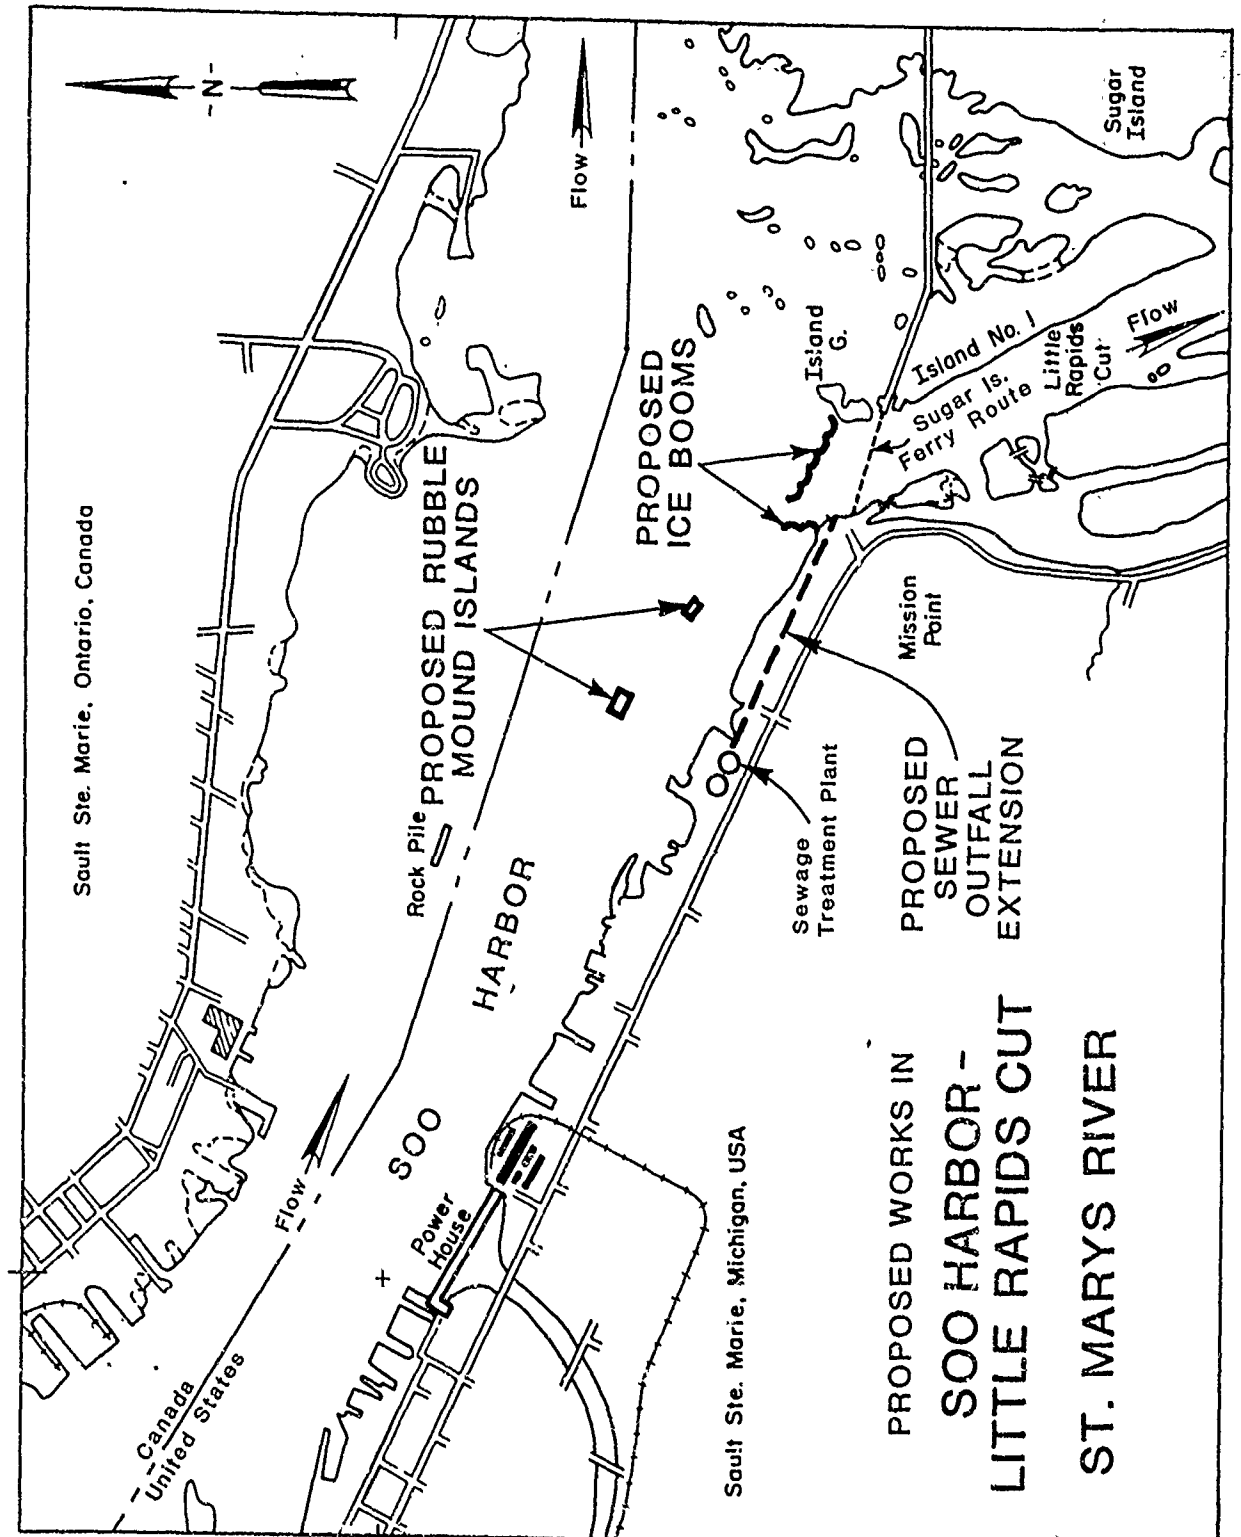 Sault Ste. Marie, Ontario, Canada
-N-
Flow
Canada
United States
Flow
SOO
HARBOR
Rock Pile
PROPOSED RUBBLE
MOUND ISLANDS
PROPOSED
ICE BOOMS
Power
House
Island
G.
Sugar
Island
Island No. 1
Sugar Is.
Ferry Route
Little
Rapids
Cut
Flow
Mission
Point
Sewage
Treatment Plant
PROPOSED
SEWER
OUTFALL
EXTENSION
Sault Ste. Marie, Michigan, USA
PROPOSED WORKS IN
SOO HARBOR-
LITTLE RAPIDS CUT
ST. MARYS RIVER